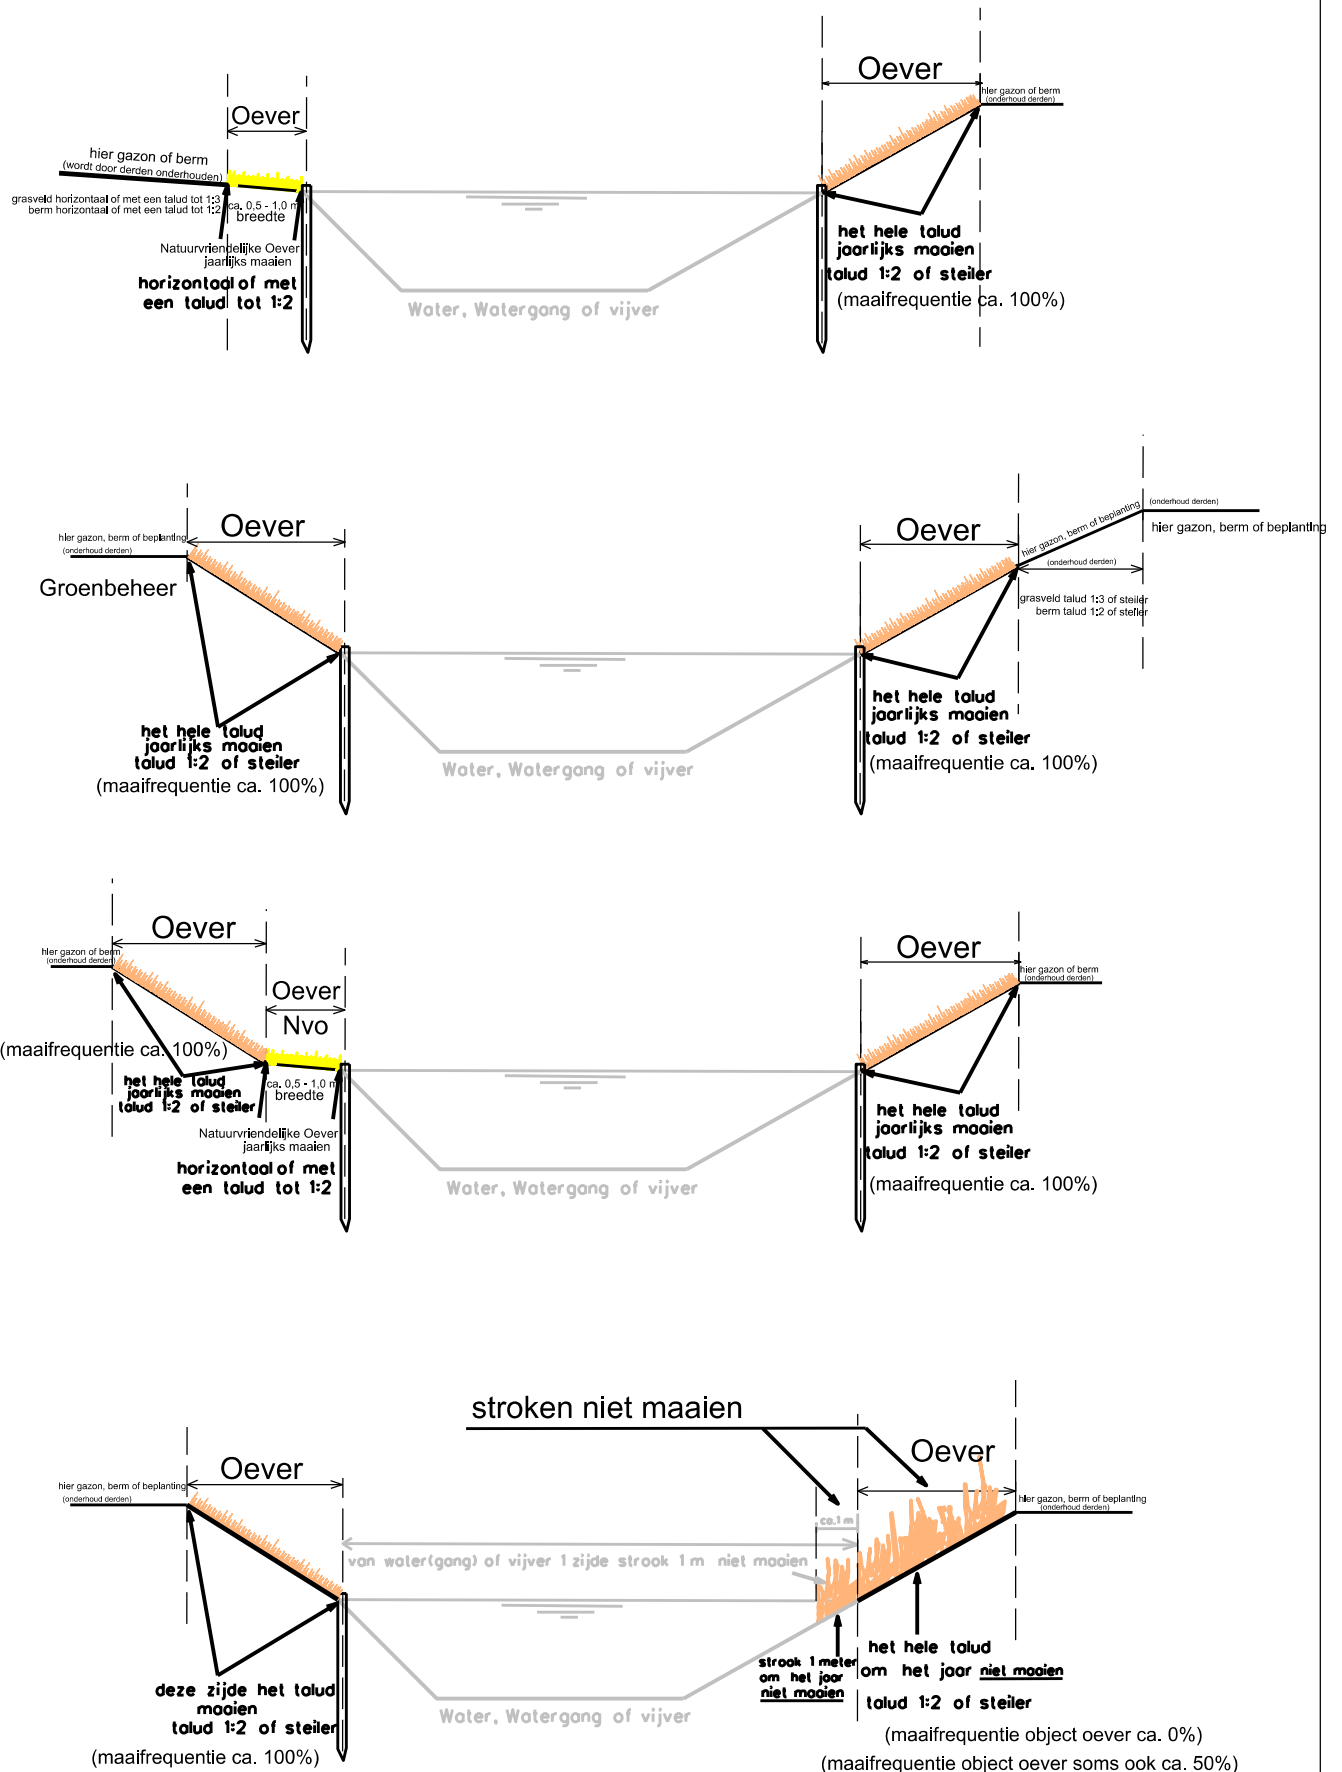 Oever
hier gazon of berm
(onderhoud derden)
Oever
hier gazon of berm
(wordt door derden onderhouden)
grasveld horizontaal of met een talud tot 1:3
berm horizontaal of met een talud tot 1:2
ca. 0,5 - 1,0 m
breedte
Natuurvriendelijke Oever
jaarlijks maaien
horizontaal of met
een talud tot 1:2
Water, Watergang of vijver
het hele talud
jaarlijks maaien
talud 1:2 of steiler
(maaifrequentie ca. 100%)
Oever
hier gazon, berm of beplanting
(onderhoud derden)
Groenbeheer
het hele talud
jaarlijks maaien
talud 1:2 of steiler
(maaifrequentie ca. 100%)
Water, Watergang of vijver
Oever
hier gazon, berm of beplanting
(onderhoud derden)
(onderhoud derden)
hier gazon, berm of beplanting
grasveld talud 1:3 of steiler
berm talud 1:2 of steiler
het hele talud
jaarlijks maaien
talud 1:2 of steiler
(maaifrequentie ca. 100%)
Oever
hier gazon of berm
(onderhoud derden)
Oever
Nvo
(maaifrequentie ca. 100%)
het hele talud
jaarlijks maaien
talud 1:2 of steiler
ca. 0,5 - 1,0 m
breedte
Natuurvriendelijke Oever
jaarlijks maaien
horizontaal of met
een talud tot 1:2
Water, Watergang of vijver
Oever
hier gazon of berm
(onderhoud derden)
het hele talud
jaarlijks maaien
talud 1:2 of steiler
(maaifrequentie ca. 100%)
stroken niet maaien
Oever
hier gazon, berm of beplanting
(onderhoud derden)
Oever
hier gazon, berm of beplanting
(onderhoud derden)
ca.1 m
van water(gang) of vijver 1 zijde strook 1 m niet maaien
deze zijde het talud
maaien
talud 1:2 of steiler
(maaifrequentie ca. 100%)
Water, Watergang of vijver
strook 1 meter
om het jaar
niet maaien
het hele talud
om het jaar niet maaien
talud 1:2 of steiler
(maaifrequentie object oever ca. 0%)
(maaifrequentie object oever soms ook ca. 50%)